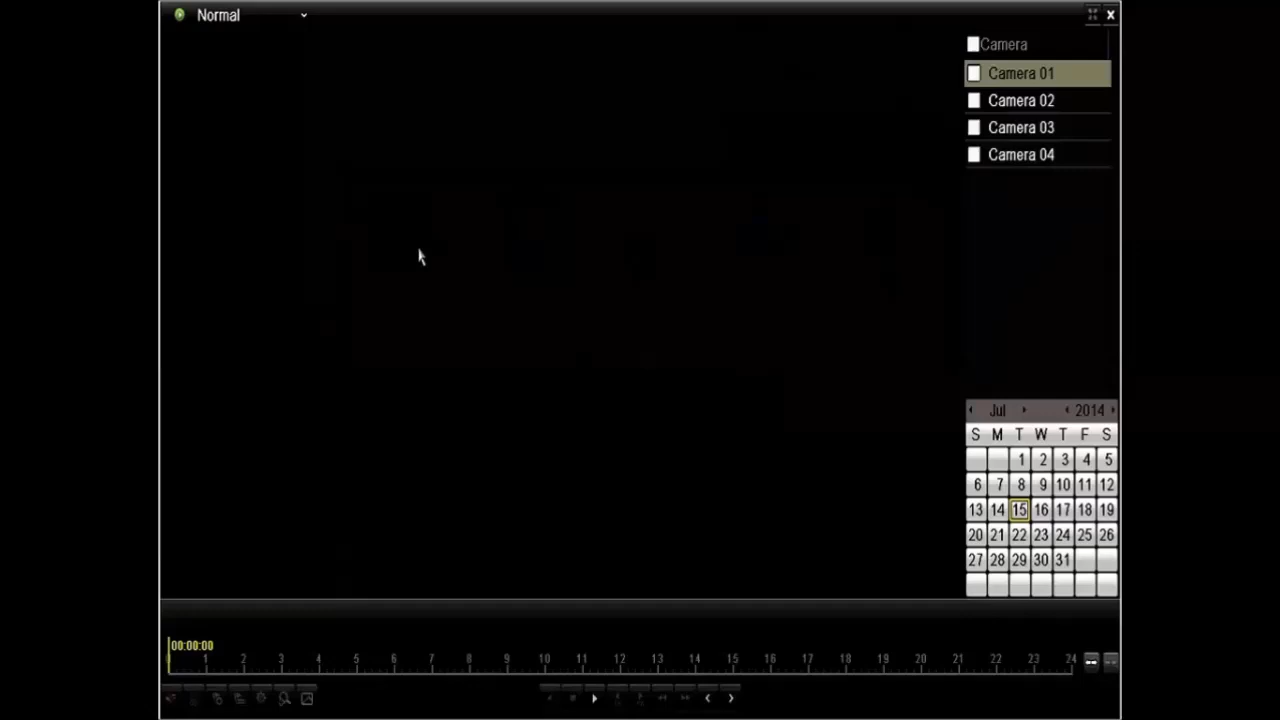 Normal
Camera
Camera 01
Camera 02
Camera 03
Camera 04
Jul 2014
S M T W T F S
1 2 3 4 5
6 7 8 9 10 11 12
13 14 15 16 17 18 19
20 21 22 23 24 25 26
27 28 29 30 31
00:00:00
1 2 3 4 5 6 7 8 9 10 11 12 13 14 15 16 17 18 19 20 21 22 23 24